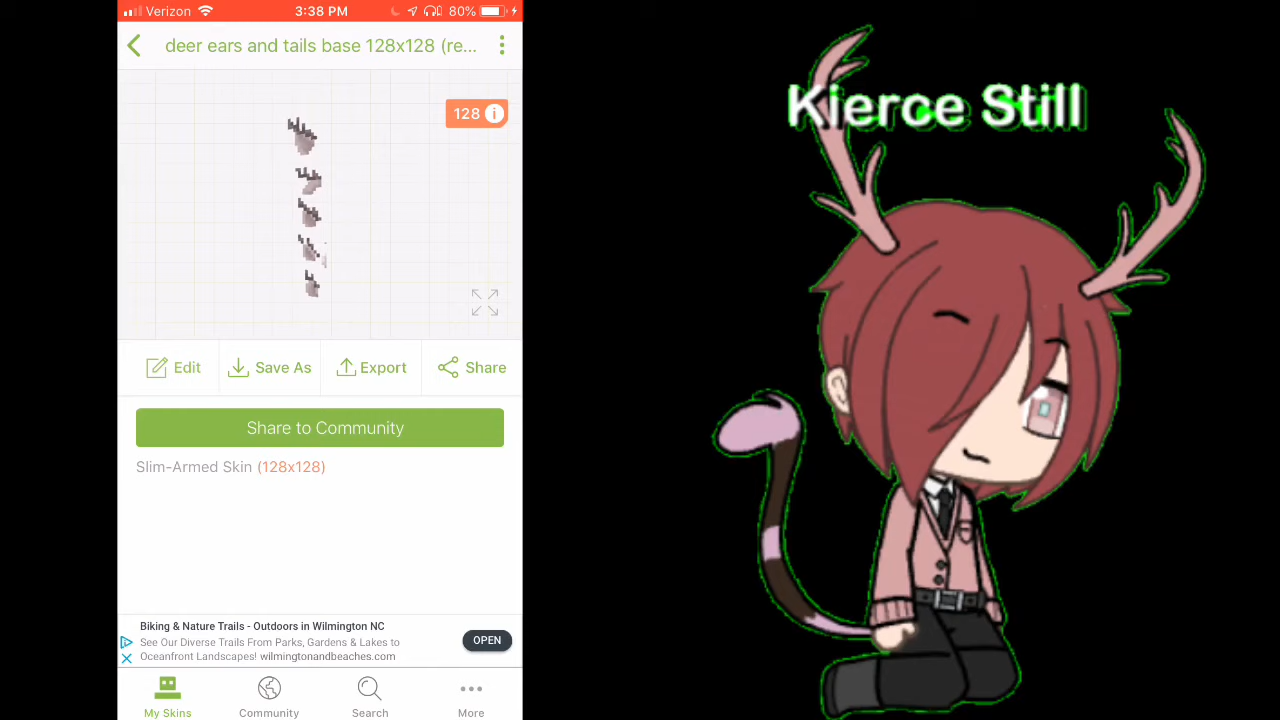 Verizon 3:38 PM 80%
deer ears and tails base 128x128 (re...
128 i
Edit Save As Export Share
Share to Community
Slim-Armed Skin (128x128)
Biking & Nature Trails - Outdoors in Wilmington NC
See Our Diverse Trails From Parks, Gardens & Lakes to
Oceanfront Landscapes! wilmingtonandbeaches.com
OPEN
My Skins Community Search More
Kierce Still